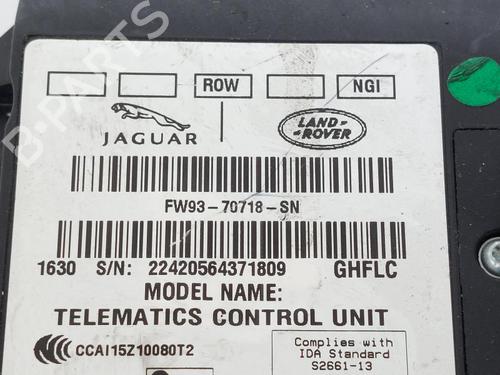 ROW NGI
JAGUAR
LAND-
ROVER
FW93-70718-SN
1630 S/N: 22420564371809 GHFLC
MODEL NAME:
TELEMATICS CONTROL UNIT
CCAI15Z10080T2
Complies with
IDA Standard
S2661-13
B-PARTS